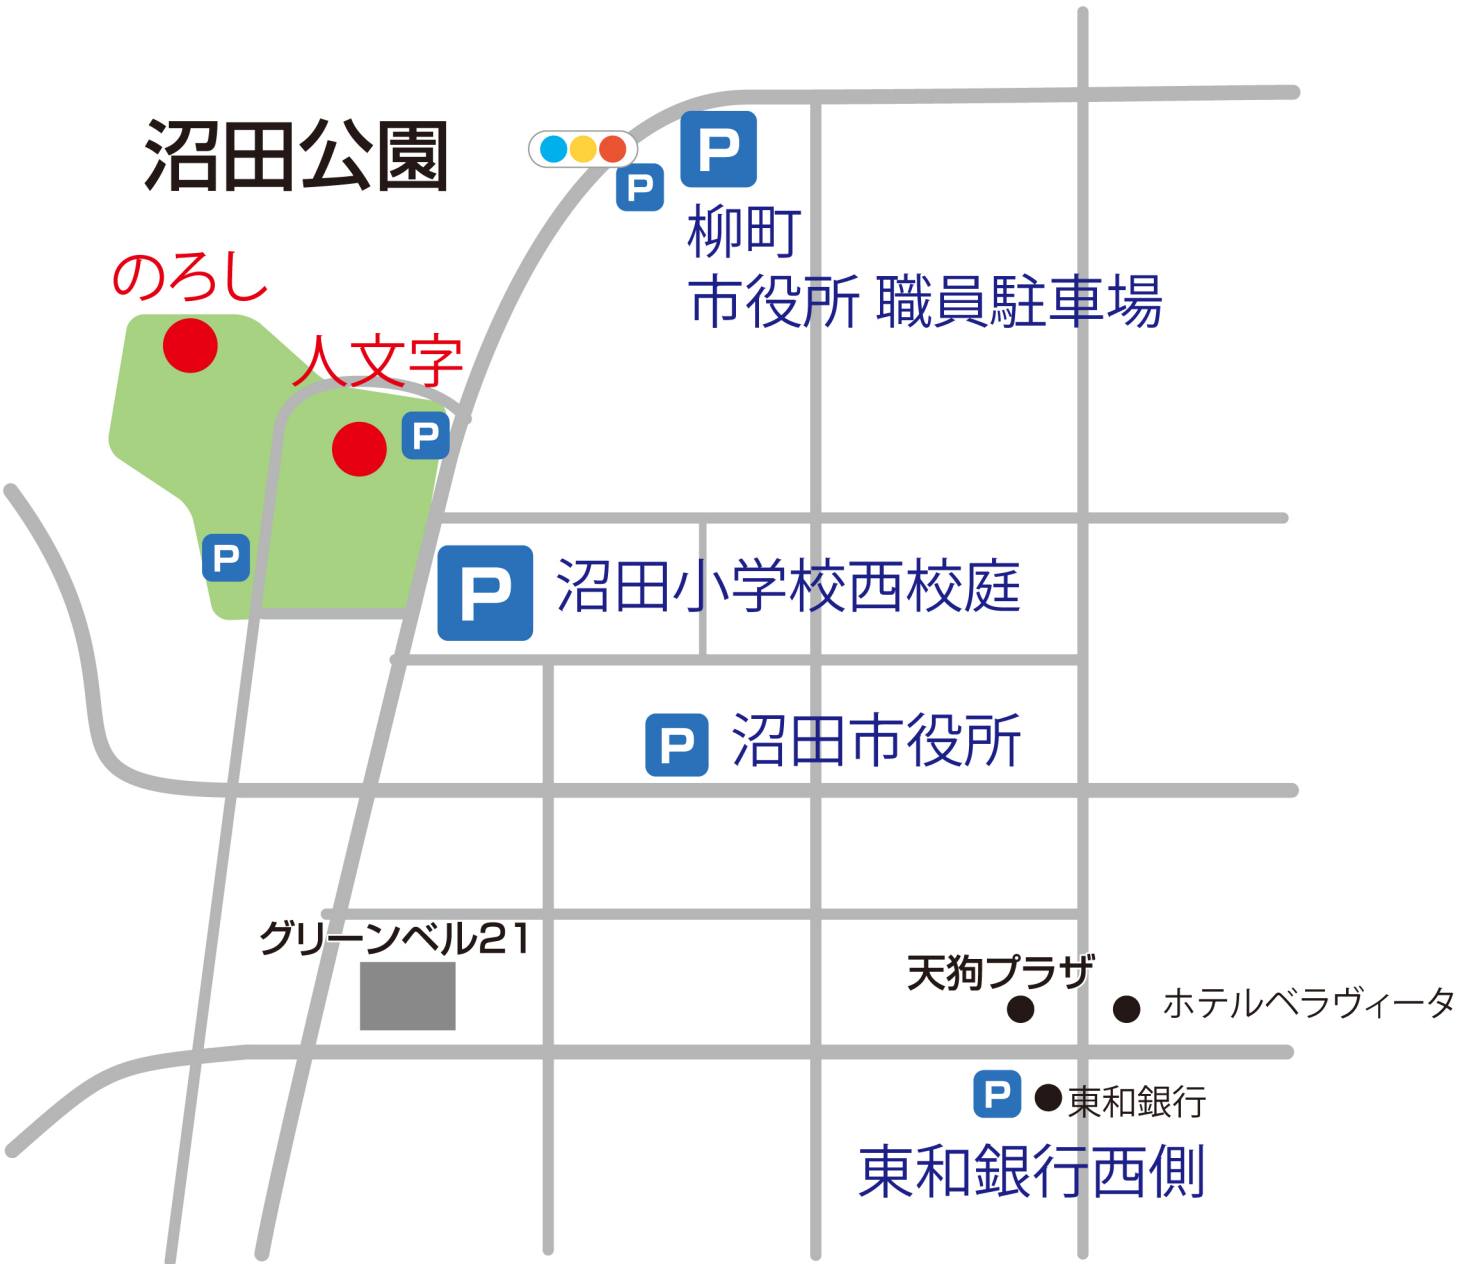 沼田公園
P
P
柳町
市役所 職員駐車場
のろし
人文字
P
P
P
沼田小学校西校庭
P
沼田市役所
グリーンベル21
天狗プラザ
ホテルベラヴィータ
P
東和銀行
東和銀行西側